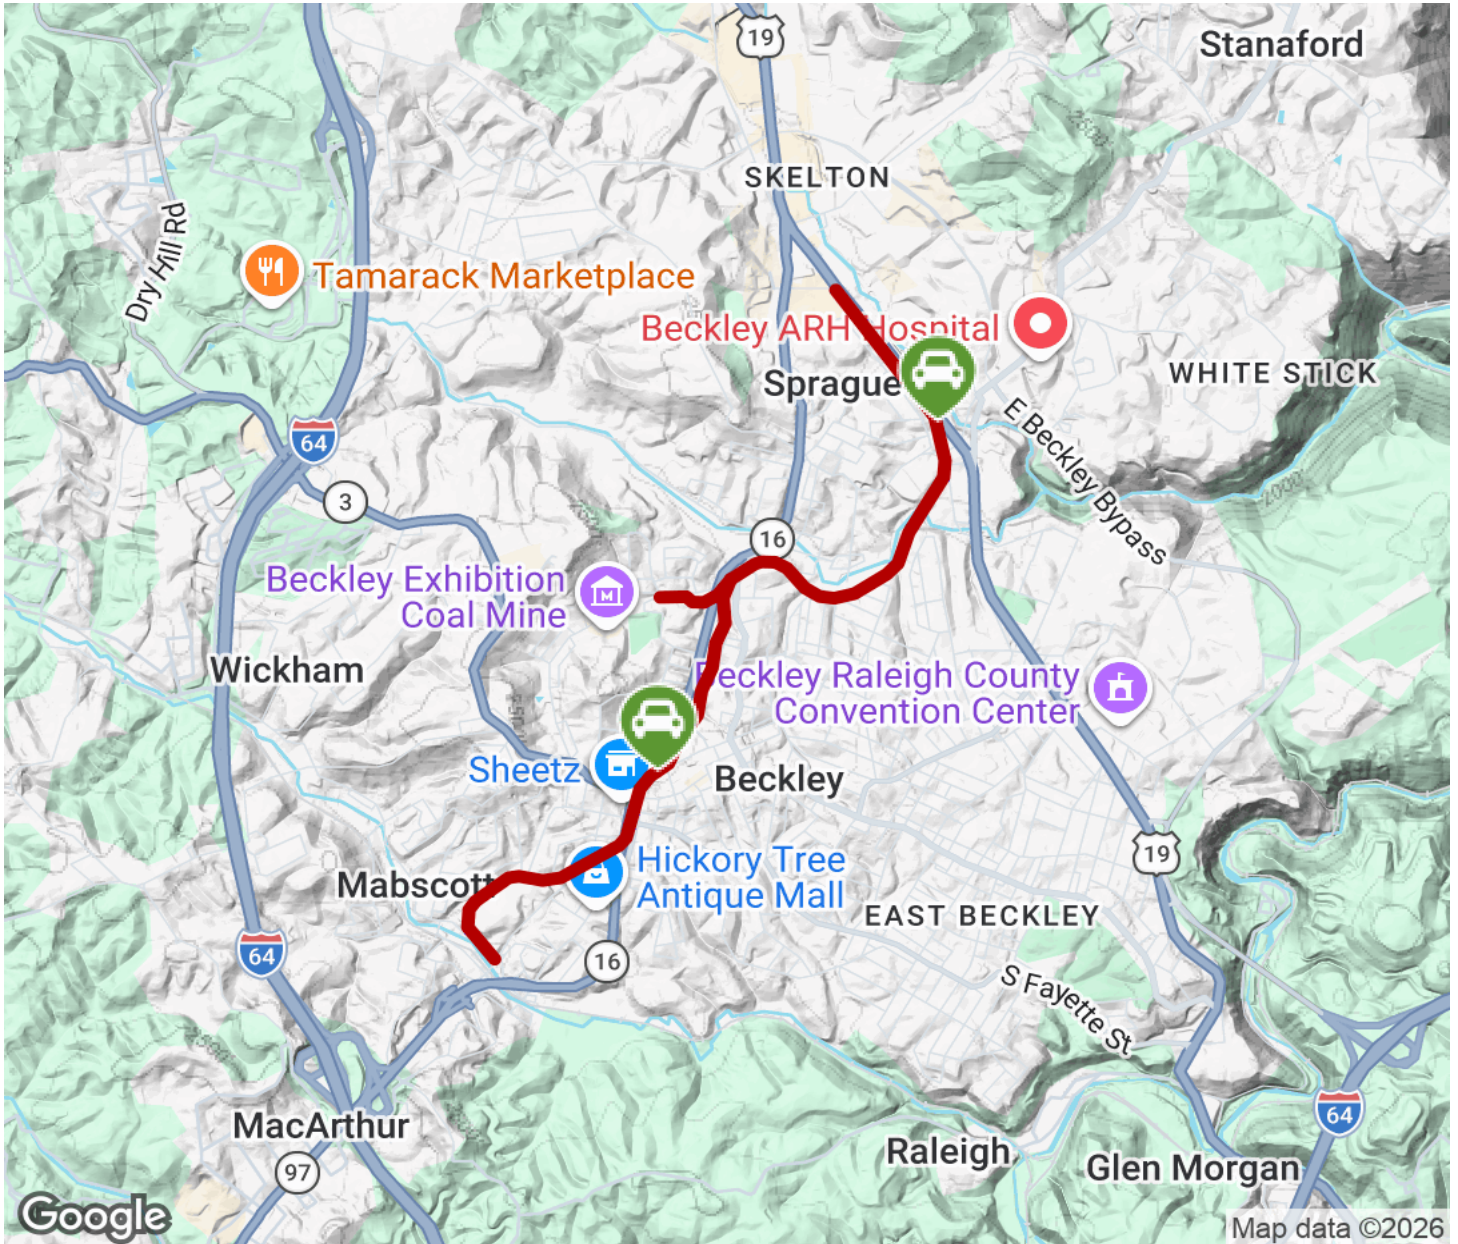 19
Stanaford
SKELTON
Dry Hill Rd
Tamarack Marketplace
2500
Beckley ARH Hospital
Sprague
WHITE STICK
64
E Beckley Bypass
3
2000
16
Beckley Exhibition
Coal Mine
Wickham
Beckley Raleigh County
Convention Center
Sheetz
Beckley
19
Hickory Tree
Antique Mall
Mabscott
EAST BECKLEY
64
16
S Fayette St
64
MacArthur
97
Raleigh
Glen Morgan
Google
Map data ©2026